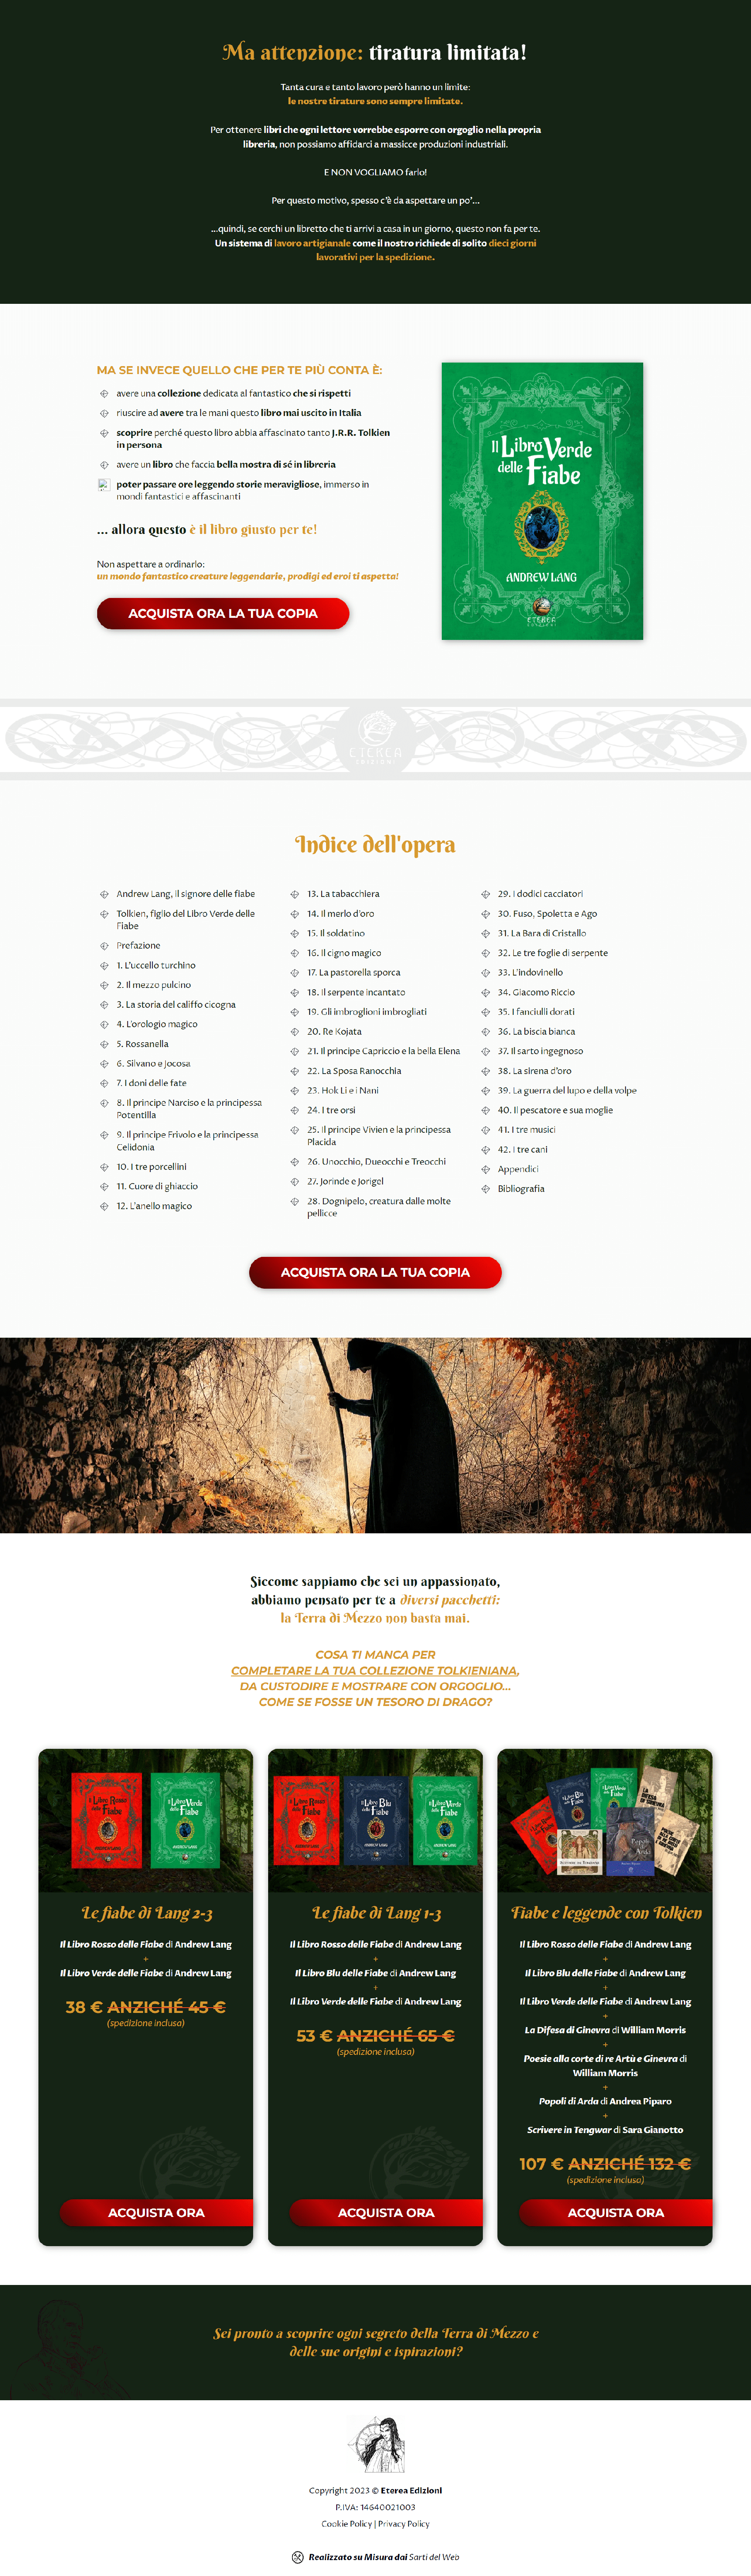 Ma attenzione: tiratura limitata!
Tanta cura e tanto lavoro però hanno un limite:
le nostre tirature sono sempre limitate.
Per ottenere libri che ogni lettore vorrebbe esporre con orgoglio nella propria
libreria, non possiamo affidarci a massicce produzioni industriali.
E NON VOGLIAMO farlo!
Per questo motivo, spesso c'è da aspettare un po'...
...quindi, se cerchi un libretto che ti arrivi a casa in un giorno, questo non fa per te.
Un sistema di lavoro artigianale come il nostro richiede di solito dieci giorni
lavorativi per la spedizione.
MA SE INVECE QUELLO CHE PER TE PIÙ CONTA È:
avere una collezione dedicata al fantastico che si rispetti
riuscire ad avere tra le mani questo libro mai uscito in Italia
scoprire perché questo libro abbia affascinato tanto J.R.R. Tolkien
in persona
avere un libro che faccia bella mostra di sé in libreria
poter passare ore leggendo storie meravigliose, immerso in
mondi fantastici e affascinanti
... allora questo è il libro giusto per te!
Non aspettare a ordinarlo:
un mondo fantastico creature leggendarie, prodigi ed eroi ti aspetta!
ACQUISTA ORA LA TUA COPIA
Il Libro Verde
delle Fiabe
ANDREW LANG
ETEREA
EDIZIONI
ETEREA
EDIZIONI
Indice dell'opera
Andrew Lang, il signore delle fiabe
Tolkien, figlio del Libro Verde delle
Fiabe
Prefazione
1. L'uccello turchino
2. Il mezzo pulcino
3. La storia del califfo cicogna
4. L'orologio magico
5. Rossanella
6. Silvano e Jocosa
7. I doni delle fate
8. Il principe Narciso e la principessa
Potentilla
9. Il principe Frivolo e la principessa
Celidonia
10. I tre porcellini
11. Cuore di ghiaccio
12. L'anello magico
13. La tabacchiera
14. Il merlo d'oro
15. Il soldatino
16. Il cigno magico
17. La pastorella sporca
18. Il serpente incantato
19. Gli imbroglioni imbrogliati
20. Re Kojata
21. Il principe Capriccio e la bella Elena
22. La Sposa Ranocchia
23. Hok Li e i Nani
24. I tre orsi
25. Il principe Vivien e la principessa
Placida
26. Unocchio, Dueocchi e Treocchi
27. Jorinde e Jorigel
28. Dognipelo, creatura dalle molte
pellicce
29. I dodici cacciatori
30. Fuso, Spoletta e Ago
31. La Bara di Cristallo
32. Le tre foglie di serpente
33. L'indovinello
34. Giacomo Riccio
35. I fanciulli dorati
36. La biscia bianca
37. Il sarto ingegnoso
38. La sirena d'oro
39. La guerra del lupo e della volpe
40. Il pescatore e sua moglie
41. I tre musici
42. I tre cani
Appendici
Bibliografia
ACQUISTA ORA LA TUA COPIA
Siccome sappiamo che sei un appassionato,
abbiamo pensato per te a diversi pacchetti:
la Terra di Mezzo non basta mai.
COSA TI MANCA PER
COMPLETARE LA TUA COLLEZIONE TOLKIENIANA,
DA CUSTODIRE E MOSTRARE CON ORGOGLIO...
COME SE FOSSE UN TESORO DI DRAGO?
Le fiabe di Lang 2-3
Il Libro Rosso delle Fiabe di Andrew Lang
+
Il Libro Verde delle Fiabe di Andrew Lang
38 € ANZICHÉ 45 €
(spedizione inclusa)
ACQUISTA ORA
Le fiabe di Lang 1-3
Il Libro Rosso delle Fiabe di Andrew Lang
+
Il Libro Blu delle Fiabe di Andrew Lang
+
Il Libro Verde delle Fiabe di Andrew Lang
53 € ANZICHÉ 65 €
(spedizione inclusa)
ACQUISTA ORA
Fiabe e leggende con Tolkien
Il Libro Rosso delle Fiabe di Andrew Lang
+
Il Libro Blu delle Fiabe di Andrew Lang
+
Il Libro Verde delle Fiabe di Andrew Lang
+
La Difesa di Ginevra di William Morris
+
Poesie alla corte di re Artù e Ginevra di
William Morris
+
Popoli di Arda di Andrea Piparo
+
Scrivere in Tengwar di Sara Gianotto
107 € ANZICHÉ 132 €
(spedizione inclusa)
ACQUISTA ORA
Sei pronto a scoprire ogni segreto della Terra di Mezzo e
delle sue origini e ispirazioni?
Copyright 2023 © Eterea Edizioni
P.IVA: 14640021003
Cookie Policy | Privacy Policy
Realizzato su Misura dai Sarti del Web